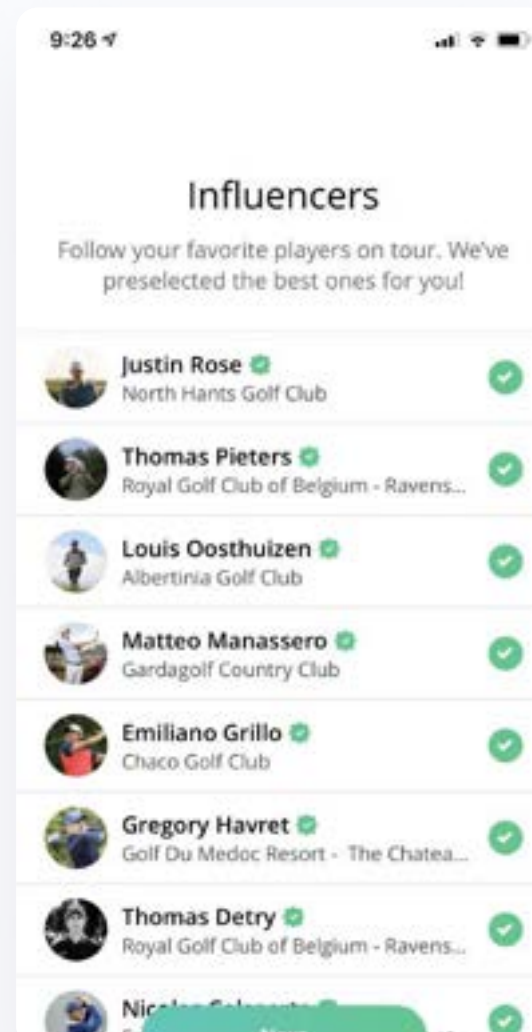 9:26
Influencers
Follow your favorite players on tour. We've
preselected the best ones for you!
Justin Rose
North Hants Golf Club
Thomas Pieters
Royal Golf Club of Belgium - Ravens...
Louis Oosthuizen
Albertinia Golf Club
Matteo Manassero
Gardagolf Country Club
Emiliano Grillo
Chaco Golf Club
Gregory Havret
Golf Du Medoc Resort - The Chatea...
Thomas Detry
Royal Golf Club of Belgium - Ravens...